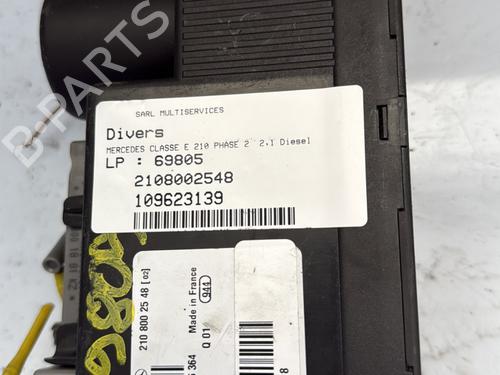 SARL MULTISERVICES
Divers
MERCEDES CLASSE E 210 PHASE 2 2.1 Diesel
LP : 69805
2108002548
109623139
210 800 25 48 [02]
Made in France
944
Q 01
364
B-PARTS